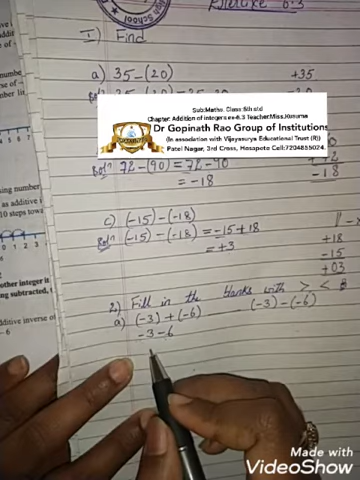 Exercise 6.3
I) Find
a) 35-(20) +35
Sub:Maths. Class:6th std
Chapter: Addition of integers ex-6.3 Teacher:Miss.Kusuma
Dr Gopinath Rao Group of Institutions
(In association with Vijayasurya Educational Trust (R))
Patel Nagar, 3rd Cross, Hosapete Cell:7204855024.
Solⁿ 72-(90) = 72-90
= -18 -18
c) (-15)-(-18)
Solⁿ (-15)-(-18) = -15+18 +18
= +3 -15
+03
2) Fill in the blanks with > <
a) (-3)+(-6) ____ (-3)-(-6)
-3-6
Made with
VideoShow